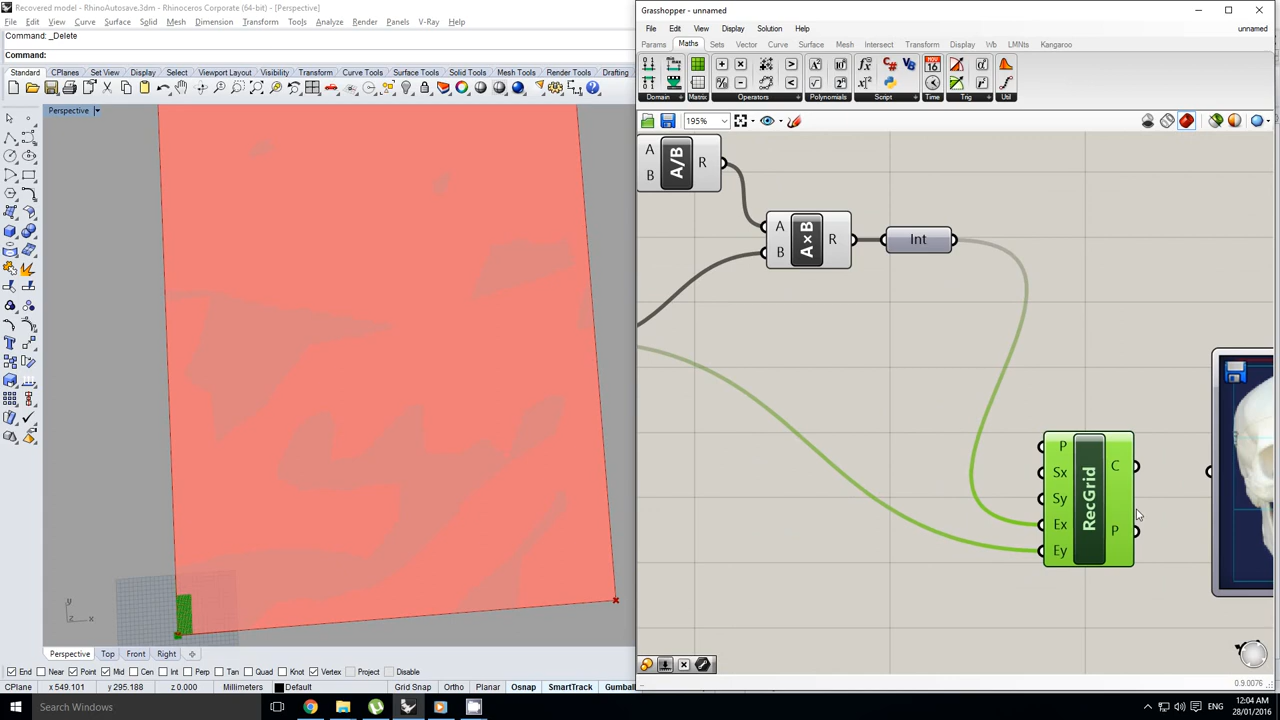 Recovered model - RhinoAutosave.3dm - Rhinoceros Corporate (64-bit) - [Perspective]
File Edit View Curve Surface Solid Mesh Dimension Transform Tools Analyze Render Panels V-Ray Help
Command: _Delete
Command:
Standard CPlanes Set View Display Select Viewport Layout Visibility Transform Curve Tools Surface Tools Solid Tools Mesh Tools Render Tools Drafting
Perspective
y
z x
Perspective Top Front Right
End Near Point Mid Cen Int Perp Tan Quad Knot Vertex Project Disable
CPlane x 549.101 y 295.188 z 0.000 Millimeters Default Grid Snap Ortho Planar Osnap SmartTrack Gumball
Grasshopper - unnamed
File Edit View Display Solution Help unnamed
Params Maths Sets Vector Curve Surface Mesh Intersect Transform Display Wb LMNts Kangaroo
Domain Matrix Operators Polynomials Script Time Trig Util
195%
A B A/B R
A B A×B R
Int
P Sx Sy Ex Ey RecGrid C P
0.9.0076
Search Windows
ENG
12:04 AM
28/01/2016